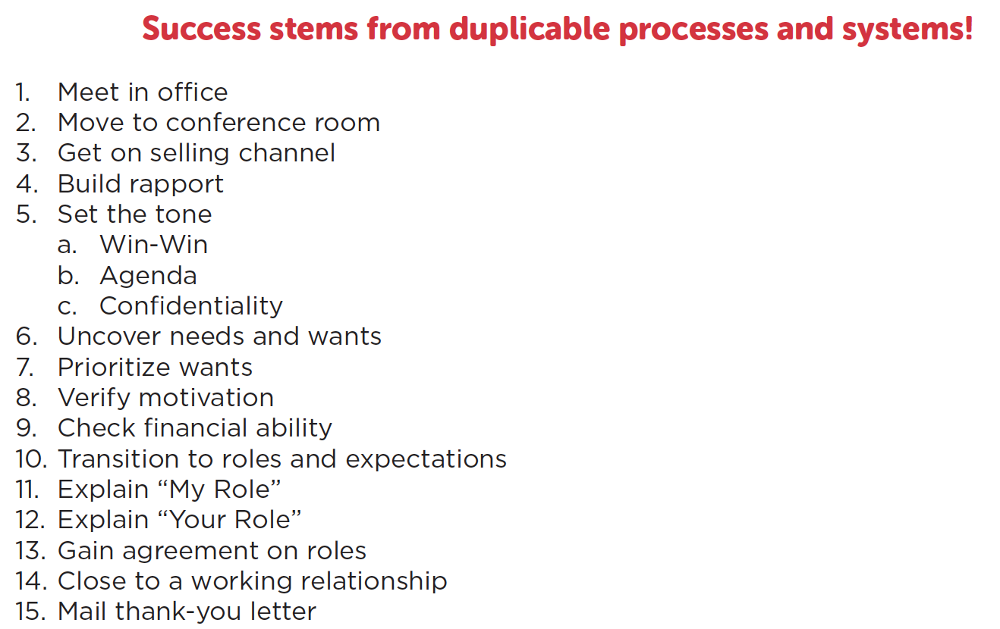 Success stems from duplicable processes and systems!
1. Meet in office
2. Move to conference room
3. Get on selling channel
4. Build rapport
5. Set the tone
a. Win-Win
b. Agenda
c. Confidentiality
6. Uncover needs and wants
7. Prioritize wants
8. Verify motivation
9. Check financial ability
10. Transition to roles and expectations
11. Explain “My Role”
12. Explain “Your Role”
13. Gain agreement on roles
14. Close to a working relationship
15. Mail thank-you letter